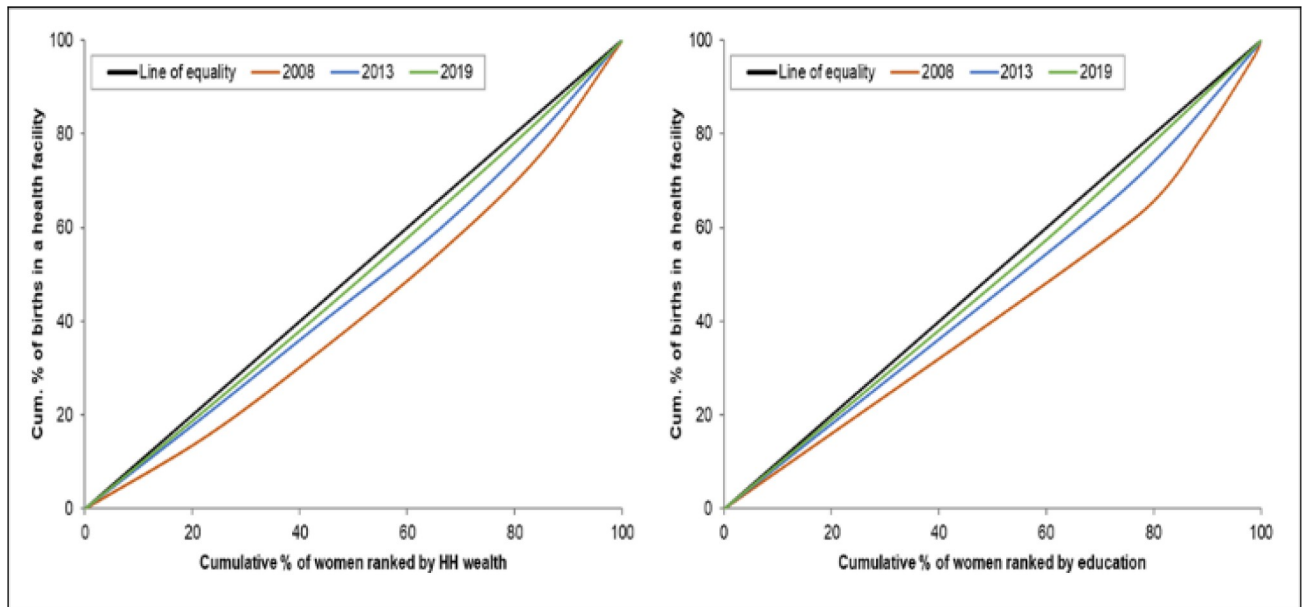 Line of equality 2008 2013 2019
100
80
60
40
20
0
Cum. % of births in a health facility
0 20 40 60 80 100
Cumulative % of women ranked by HH wealth
Line of equality 2008 2013 2019
100
80
60
40
20
0
Cum. % of births in a health facility
0 20 40 60 80 100
Cumulative % of women ranked by education